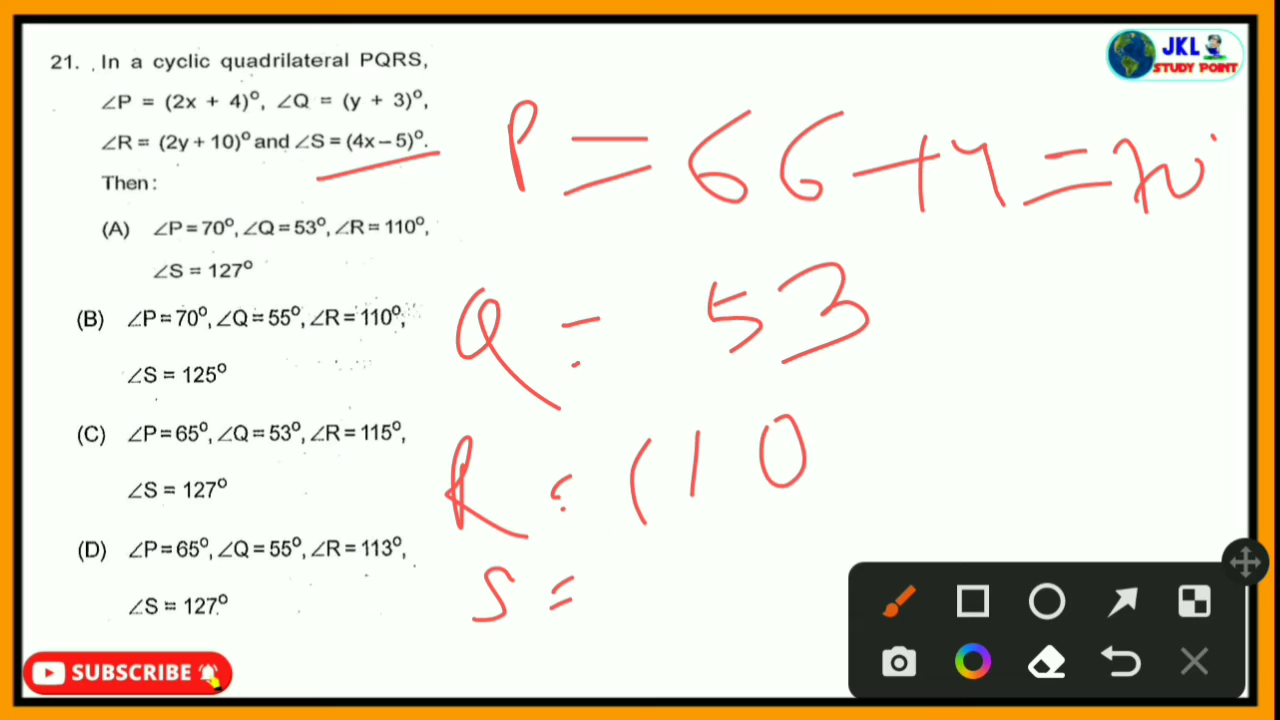 21. In a cyclic quadrilateral PQRS,
∠P = (2x + 4)°, ∠Q = (y + 3)°,
∠R = (2y + 10)° and ∠S = (4x – 5)°.
Then:
(A) ∠P = 70°, ∠Q = 53°, ∠R = 110°,
∠S = 127°
(B) ∠P = 70°, ∠Q = 55°, ∠R = 110°,
∠S = 125°
(C) ∠P = 65°, ∠Q = 53°, ∠R = 115°,
∠S = 127°
(D) ∠P = 65°, ∠Q = 55°, ∠R = 113°,
∠S = 127°
SUBSCRIBE
JKL
STUDY POINT
P = 66 + 4 = 70°
Q = 53
R = 110
S =